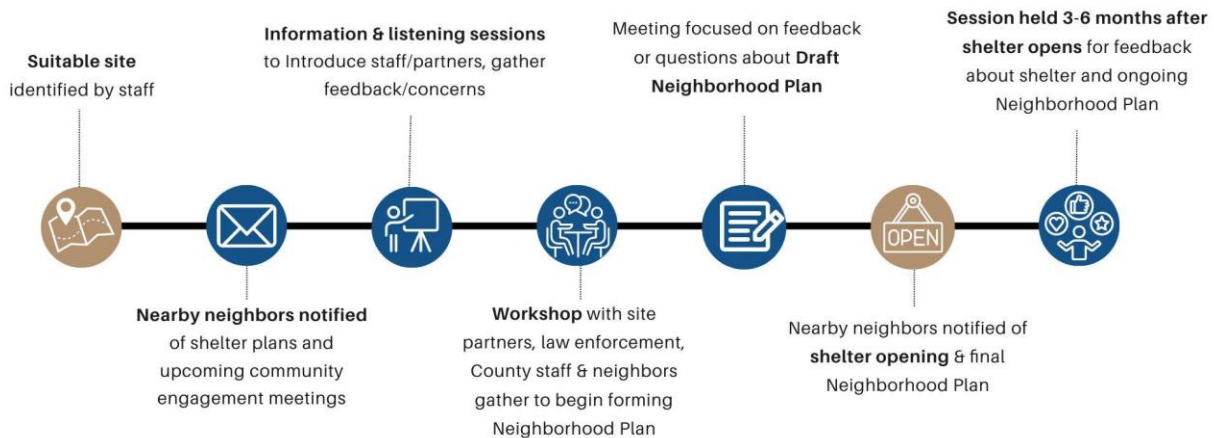 Suitable site
identified by staff
Nearby neighbors notified
of shelter plans and
upcoming community
engagement meetings
Information & listening sessions
to Introduce staff/partners, gather
feedback/concerns
Workshop with site
partners, law enforcement,
County staff & neighbors
gather to begin forming
Neighborhood Plan
Meeting focused on feedback
or questions about Draft
Neighborhood Plan
OPEN
Nearby neighbors notified of
shelter opening & final
Neighborhood Plan
Session held 3-6 months after
shelter opens for feedback
about shelter and ongoing
Neighborhood Plan